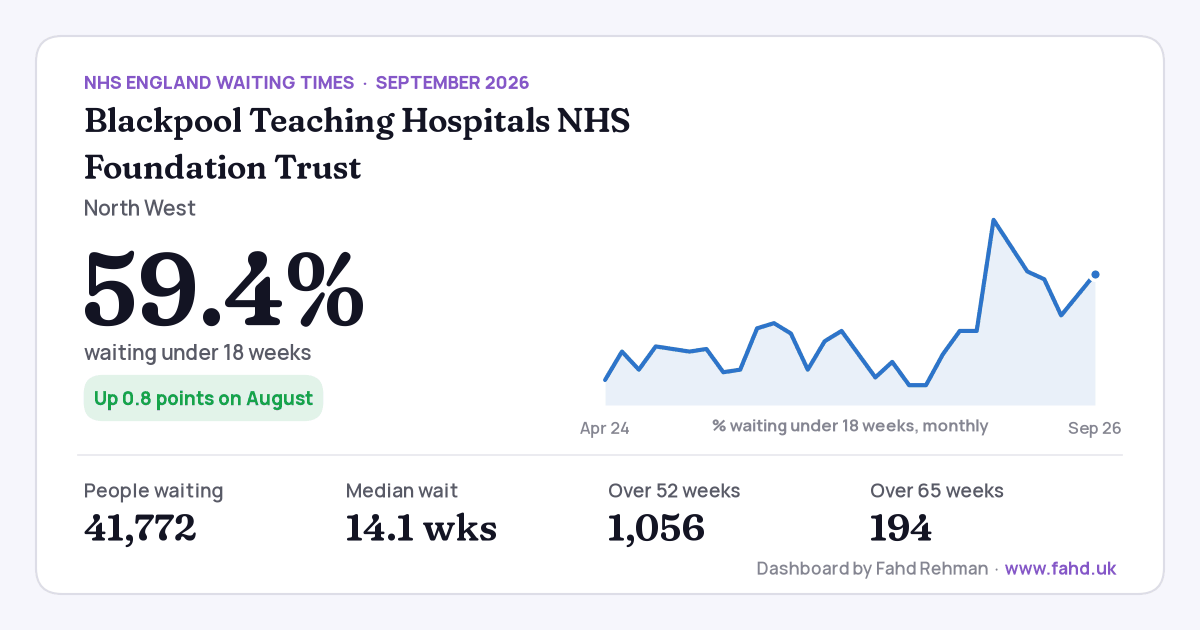 NHS ENGLAND WAITING TIMES · SEPTEMBER 2026
Blackpool Teaching Hospitals NHS
Foundation Trust
North West
59.4%
waiting under 18 weeks
Up 0.8 points on August
Apr 24
% waiting under 18 weeks, monthly
Sep 26
People waiting
41,772
Median wait
14.1 wks
Over 52 weeks
1,056
Over 65 weeks
194
Dashboard by Fahd Rehman · www.fahd.uk